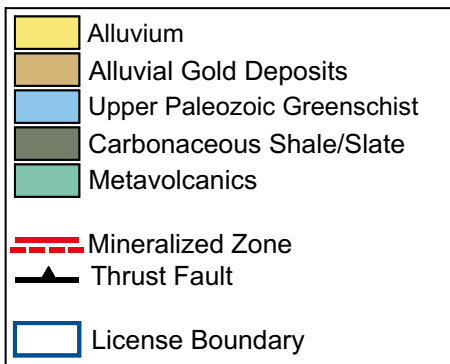 Alluvium
Alluvial Gold Deposits
Upper Paleozoic Greenschist
Carbonaceous Shale/Slate
Metavolcanics
Mineralized Zone
Thrust Fault
License Boundary